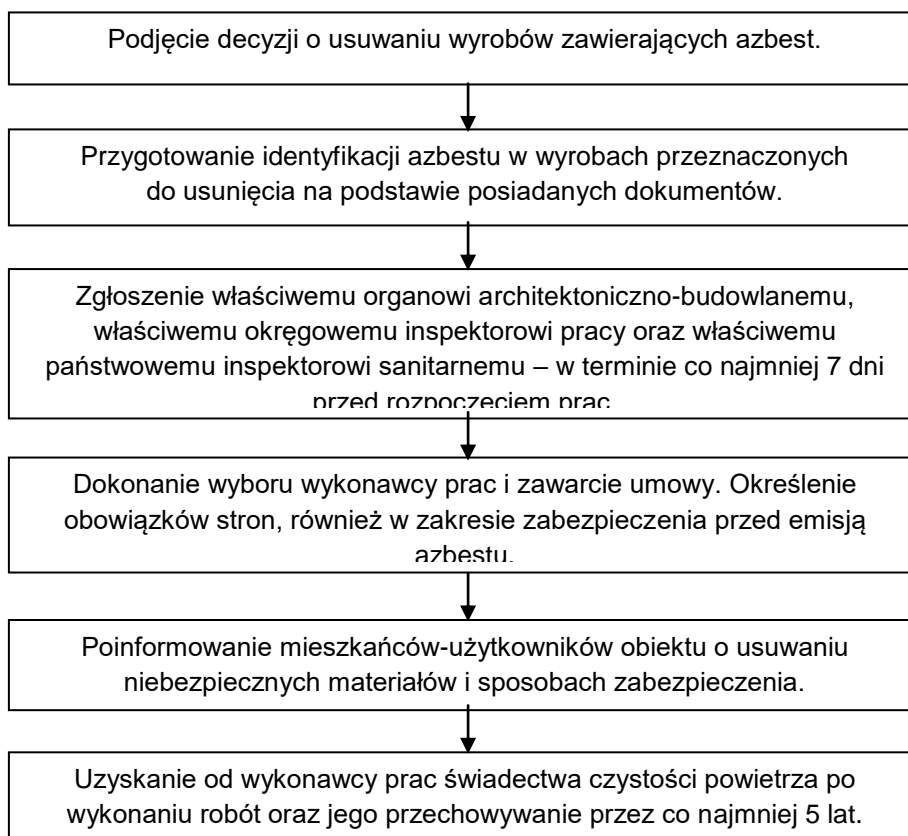 Podjęcie decyzji o usuwaniu wyrobów zawierających azbest.
Przygotowanie identyfikacji azbestu w wyrobach przeznaczonych
do usunięcia na podstawie posiadanych dokumentów.
Zgłoszenie właściwemu organowi architektoniczno-budowlanemu,
właściwemu okręgowemu inspektorowi pracy oraz właściwemu
państwowemu inspektorowi sanitarnemu – w terminie co najmniej 7 dni
przed rozpoczęciem prac
Dokonanie wyboru wykonawcy prac i zawarcie umowy. Określenie
obowiązków stron, również w zakresie zabezpieczenia przed emisją
azbestu.
Poinformowanie mieszkańców-użytkowników obiektu o usuwaniu
niebezpiecznych materiałów i sposobach zabezpieczenia.
Uzyskanie od wykonawcy prac świadectwa czystości powietrza po
wykonaniu robót oraz jego przechowywanie przez co najmniej 5 lat.